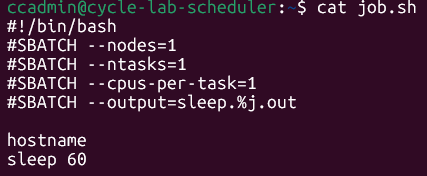 ccadmin@cycle-lab-scheduler:~$ cat job.sh
#!/bin/bash
#SBATCH --nodes=1
#SBATCH --ntasks=1
#SBATCH --cpus-per-task=1
#SBATCH --output=sleep.%j.out

hostname
sleep 60